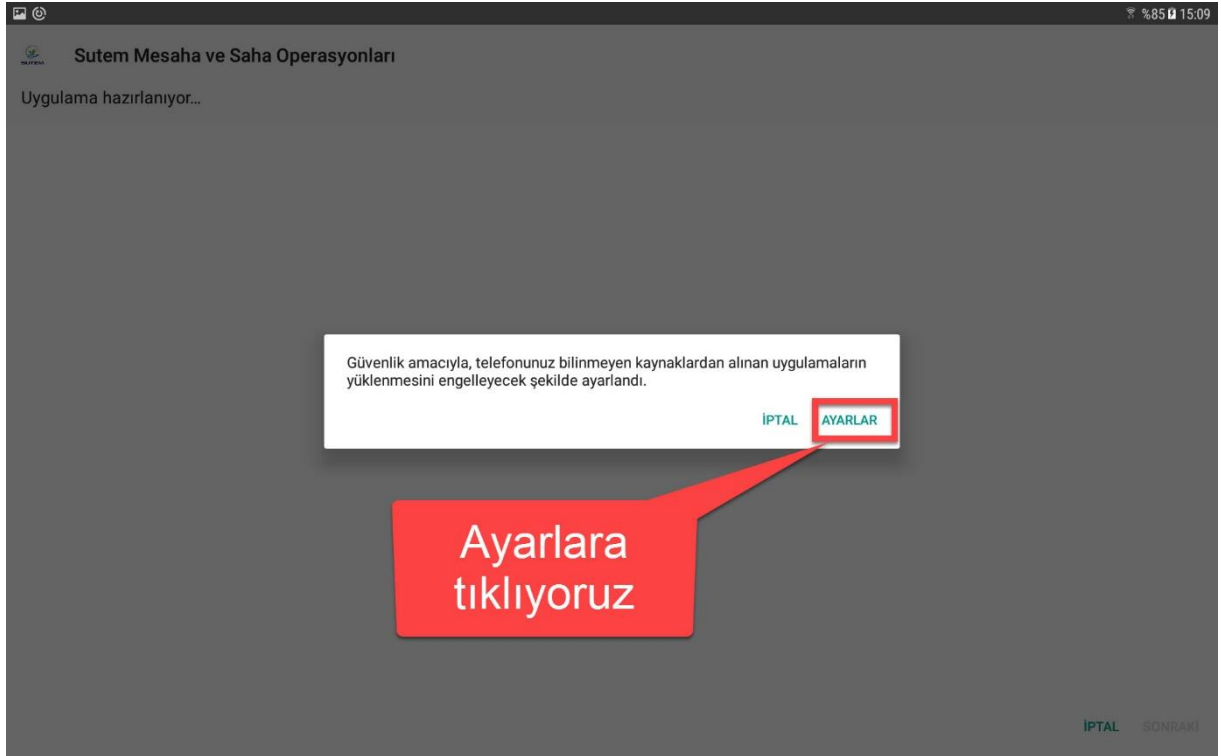 %85 15:09
SUTEM
Sutem Mesaha ve Saha Operasyonları
Uygulama hazırlanıyor...
Güvenlik amacıyla, telefonunuz bilinmeyen kaynaklardan alınan uygulamaların
yüklenmesini engelleyecek şekilde ayarlandı.
İPTAL AYARLAR
Ayarlara
tıklıyoruz
İPTAL SONRAKİ